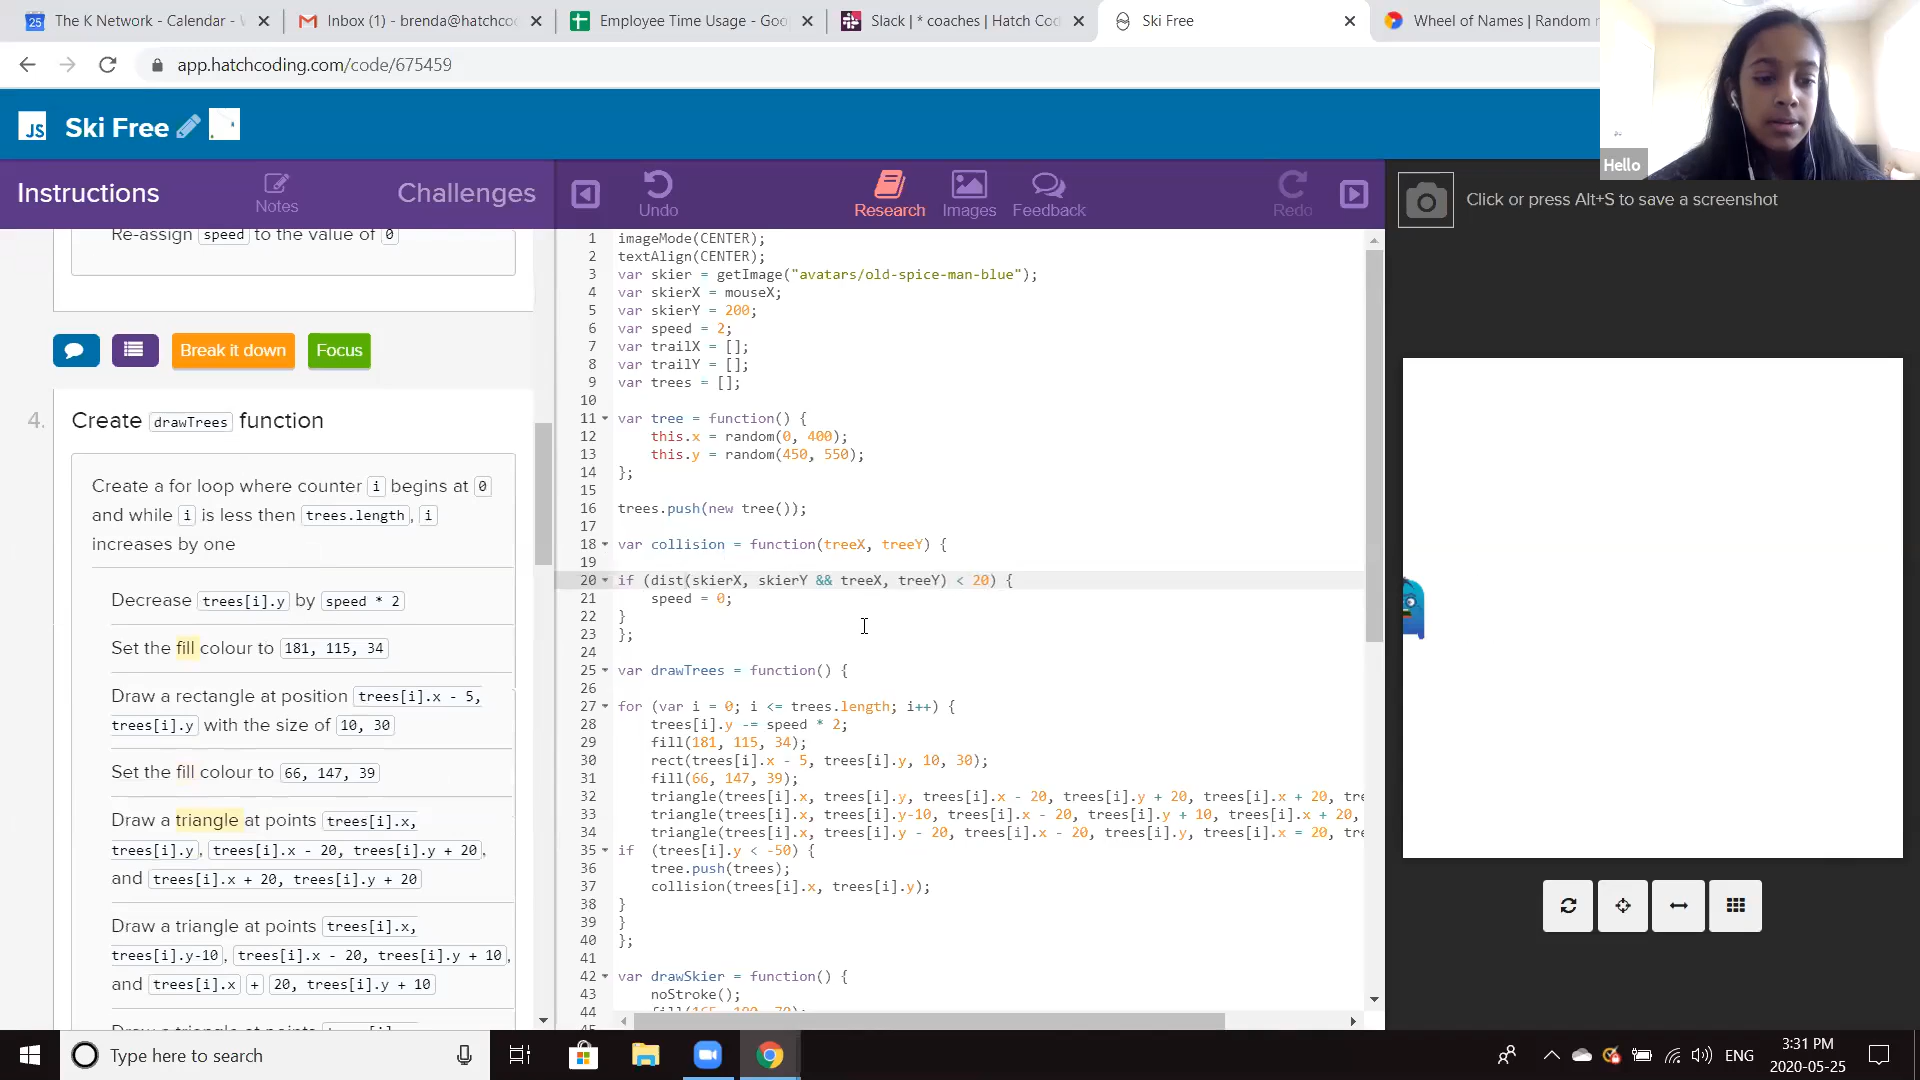 The K Network - Calendar -
Inbox (1) - brenda@hatchco
Employee Time Usage - Goo
Slack | * coaches | Hatch Cod
Ski Free
Wheel of Names | Random
app.hatchcoding.com/code/675459
JS Ski Free
Hello
Instructions
Notes
Challenges
Undo
Research
Images
Feedback
Redo
Click or press Alt+S to save a screenshot
Re-assign speed to the value of 0
Break it down
Focus
4. Create drawTrees function
Create a for loop where counter i begins at 0
and while i is less then trees.length, i
increases by one
Decrease trees[i].y by speed * 2
Set the fill colour to 181, 115, 34
Draw a rectangle at position trees[i].x - 5,
trees[i].y with the size of 10, 30
Set the fill colour to 66, 147, 39
Draw a triangle at points trees[i].x,
trees[i].y, trees[i].x - 20, trees[i].y + 20,
and trees[i].x + 20, trees[i].y + 20
Draw a triangle at points trees[i].x,
trees[i].y-10, trees[i].x - 20, trees[i].y + 10,
and trees[i].x + 20, trees[i].y + 10
Draw a triangle at points trees[i].x,
1 imageMode(CENTER);
2 textAlign(CENTER);
3 var skier = getImage("avatars/old-spice-man-blue");
4 var skierX = mouseX;
5 var skierY = 200;
6 var speed = 2;
7 var trailX = [];
8 var trailY = [];
9 var trees = [];
10
11 var tree = function() {
12 this.x = random(0, 400);
13 this.y = random(450, 550);
14 };
15
16 trees.push(new tree());
17
18 var collision = function(treeX, treeY) {
19
20 if (dist(skierX, skierY && treeX, treeY) < 20) {
21 speed = 0;
22 }
23 };
24
25 var drawTrees = function() {
26
27 for (var i = 0; i <= trees.length; i++) {
28 trees[i].y -= speed * 2;
29 fill(181, 115, 34);
30 rect(trees[i].x - 5, trees[i].y, 10, 30);
31 fill(66, 147, 39);
32 triangle(trees[i].x, trees[i].y, trees[i].x - 20, trees[i].y + 20, trees[i].x + 20, tre
33 triangle(trees[i].x, trees[i].y-10, trees[i].x - 20, trees[i].y + 10, trees[i].x + 20,
34 triangle(trees[i].x, trees[i].y - 20, trees[i].x - 20, trees[i].y, trees[i].x = 20, tre
35 if (trees[i].y < -50) {
36 tree.push(trees);
37 collision(trees[i].x, trees[i].y);
38 }
39 }
40 };
41
42 var drawSkier = function() {
43 noStroke();
44
45
Type here to search
ENG
3:31 PM
2020-05-25